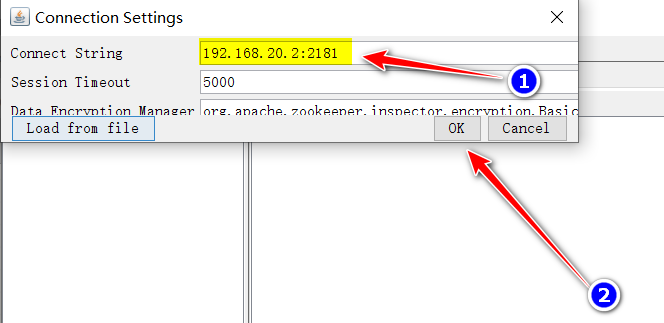 Connection Settings
Connect String 192.168.20.2:2181
Session Timeout 5000
Data Encryption Manager org.apache.zookeeper.inspector.encryption.Basic
Load from file OK Cancel
1
2